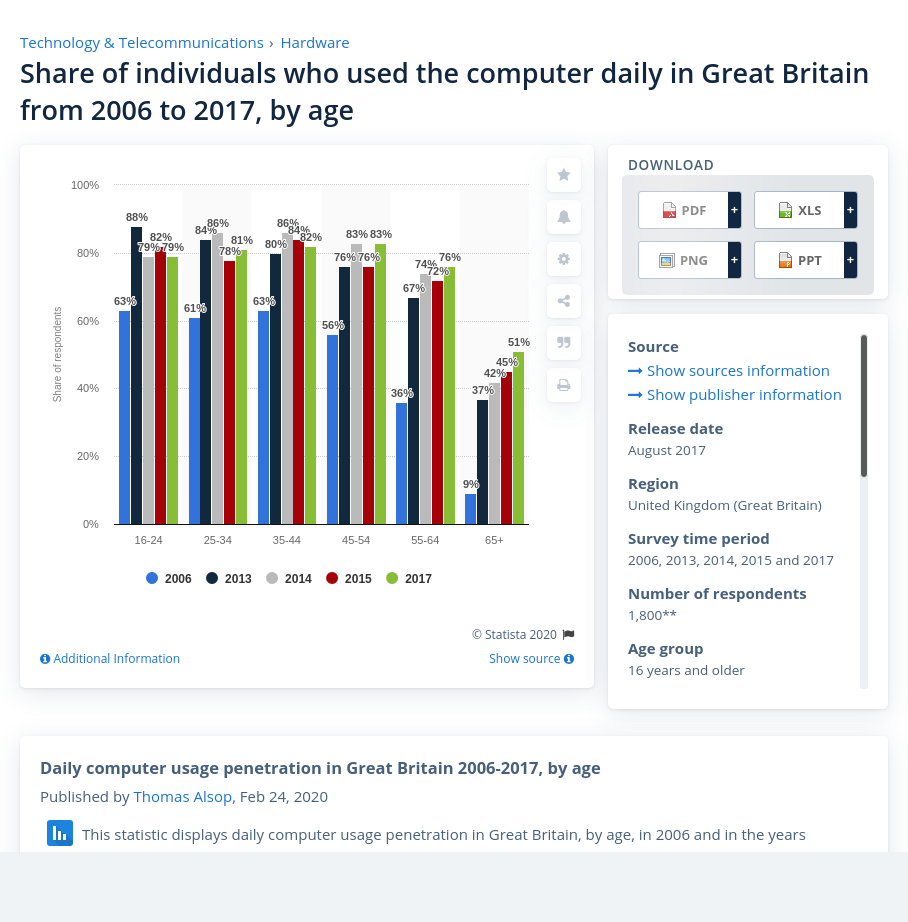 Technology & Telecommunications › Hardware
Share of individuals who used the computer daily in Great Britain
from 2006 to 2017, by age
Share of respondents
100%
80%
60%
40%
20%
0%
63%
88%
79%
82%
79%
61%
84%
86%
78%
81%
63%
80%
86%
84%
82%
56%
76%
83%
76%
83%
36%
67%
74%
72%
76%
9%
37%
42%
45%
51%
16-24
25-34
35-44
45-54
55-64
65+
2006
2013
2014
2015
2017
© Statista 2020
Additional Information
Show source
DOWNLOAD
PDF +
XLS +
PNG +
PPT +
Source
Show sources information
Show publisher information
Release date
August 2017
Region
United Kingdom (Great Britain)
Survey time period
2006, 2013, 2014, 2015 and 2017
Number of respondents
1,800**
Age group
16 years and older
Daily computer usage penetration in Great Britain 2006-2017, by age
Published by Thomas Alsop, Feb 24, 2020
This statistic displays daily computer usage penetration in Great Britain, by age, in 2006 and in the years